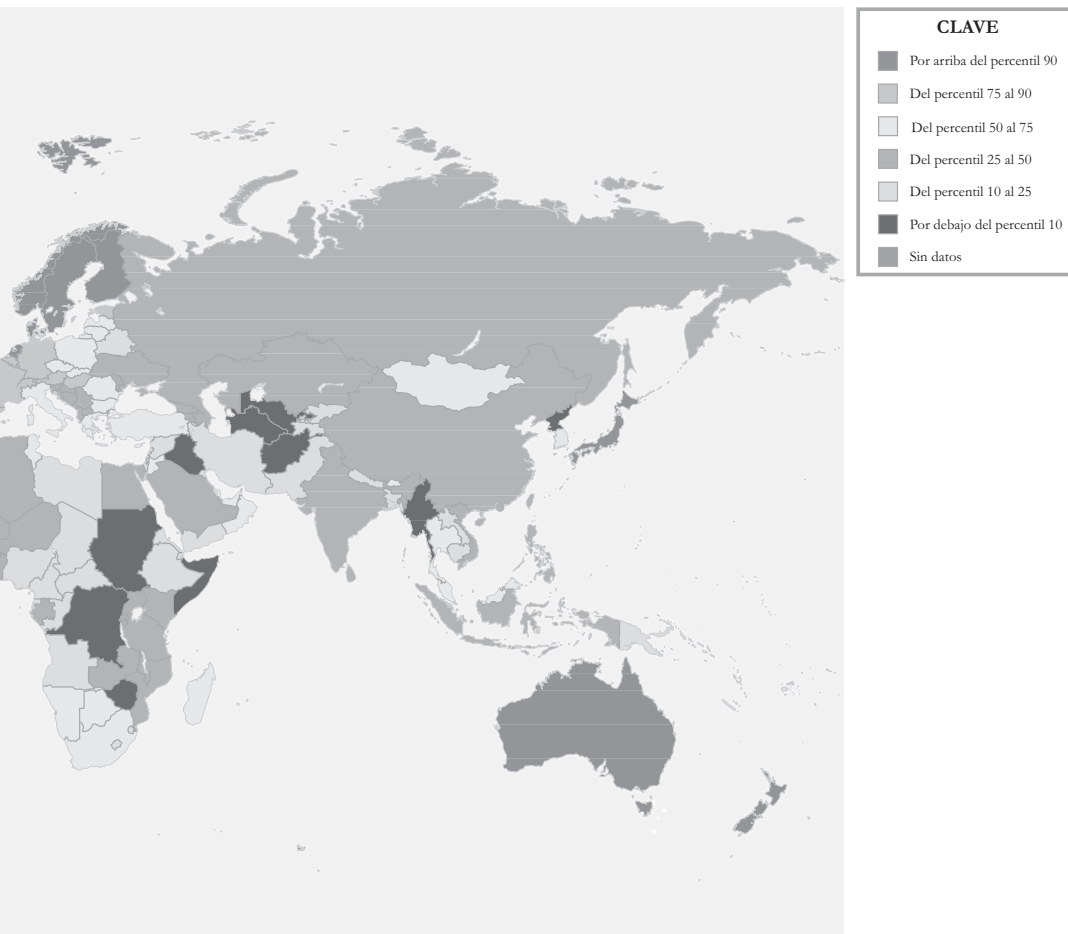 CLAVE
Por arriba del percentil 90
Del percentil 75 al 90
Del percentil 50 al 75
Del percentil 25 al 50
Del percentil 10 al 25
Por debajo del percentil 10
Sin datos